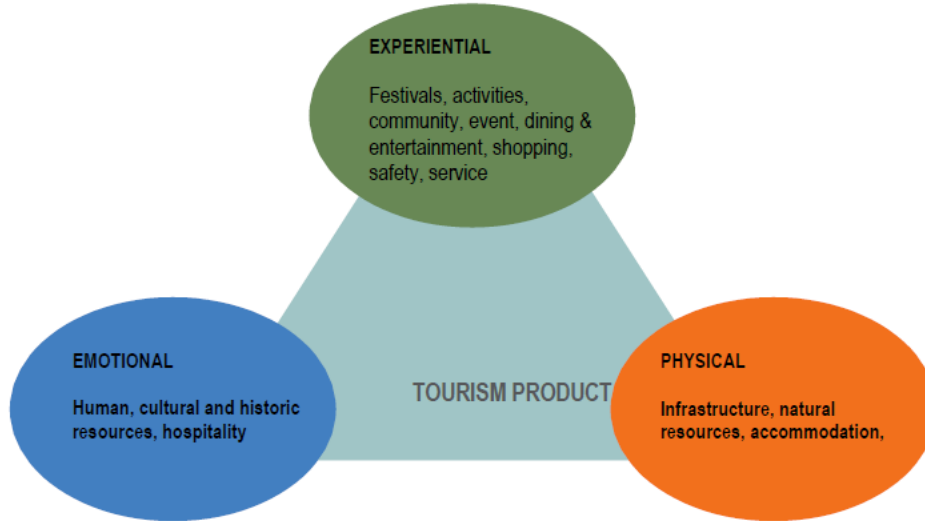 EXPERIENTIAL
Festivals, activities,
community, event, dining &
entertainment, shopping,
safety, service
EMOTIONAL
Human, cultural and historic
resources, hospitality
TOURISM PRODUCT
PHYSICAL
Infrastructure, natural
resources, accommodation,